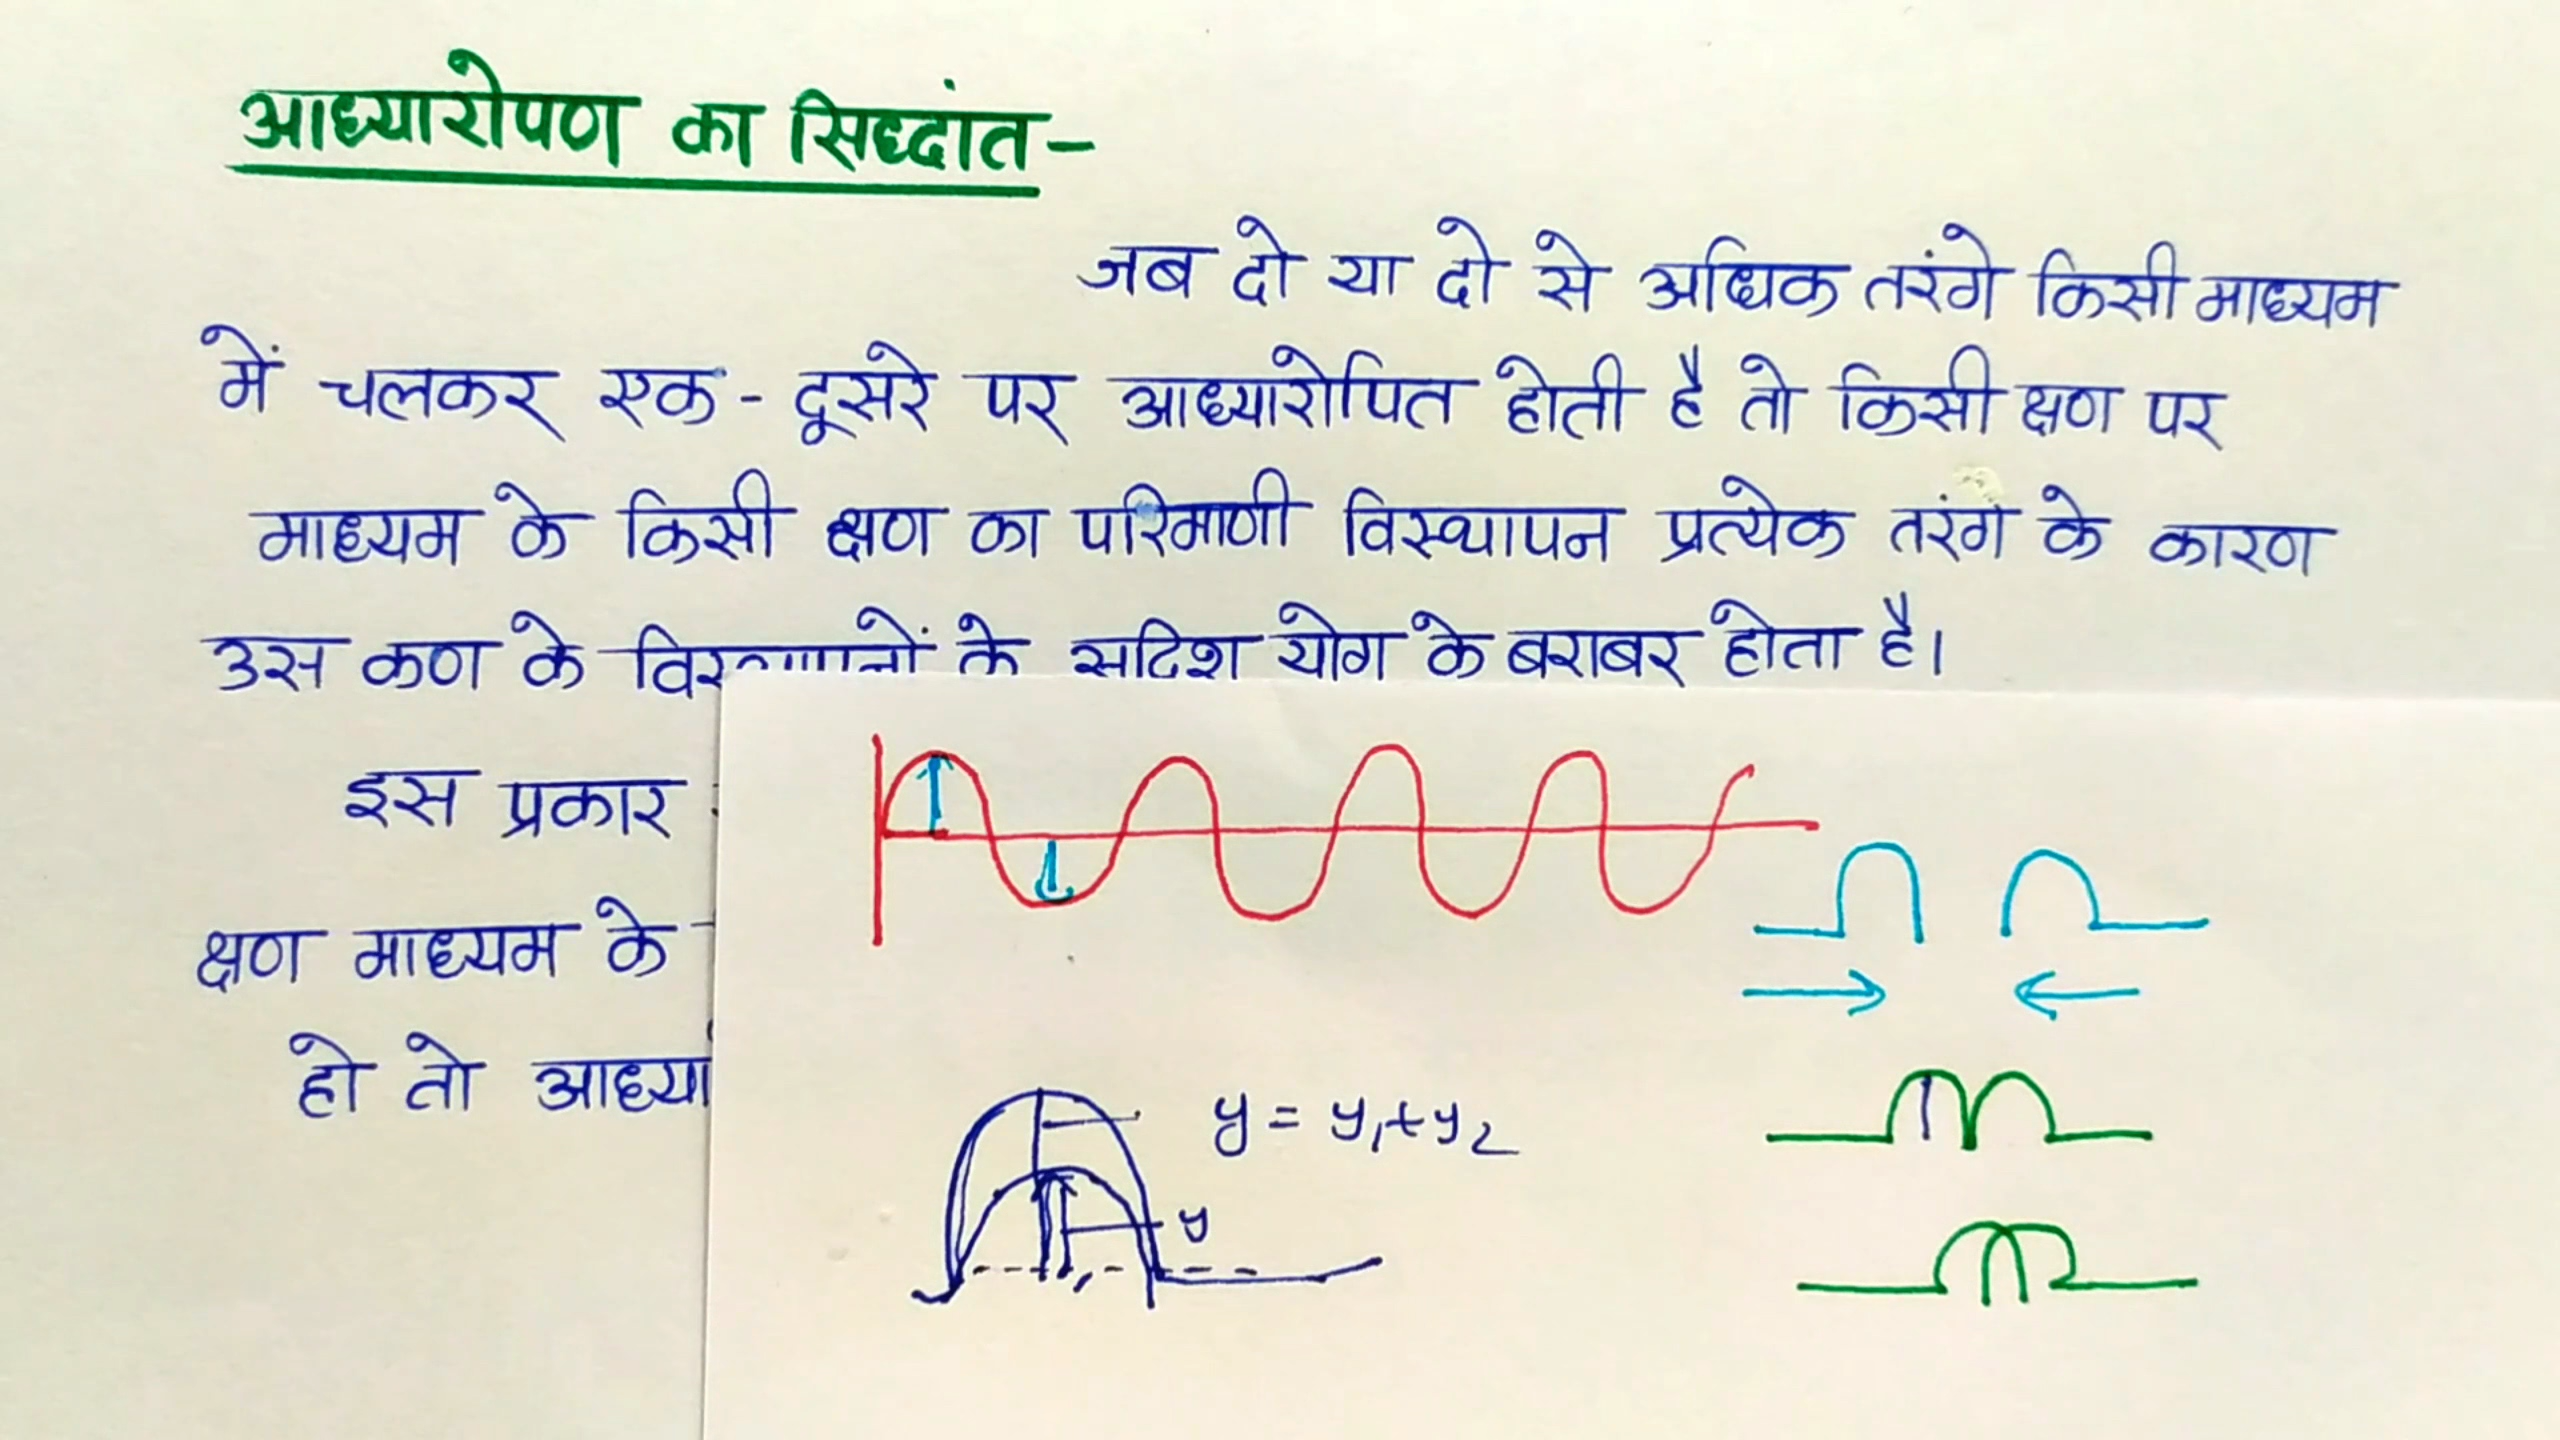 आध्यारोपण का सिध्दांत-
जब दो या दो से अधिक तरंगे किसी माध्यम
में चलकर एक - दूसरे पर आध्यारोपित होती है तो किसी क्षण पर
माध्यम के किसी क्षण का परिमाणी विस्थापन प्रत्येक तरंग के कारण
उस कण के के सदिश योग के बराबर होता है।
इस प्रकार
क्षण माध्यम के
हो तो
y = y₁+y₂
y